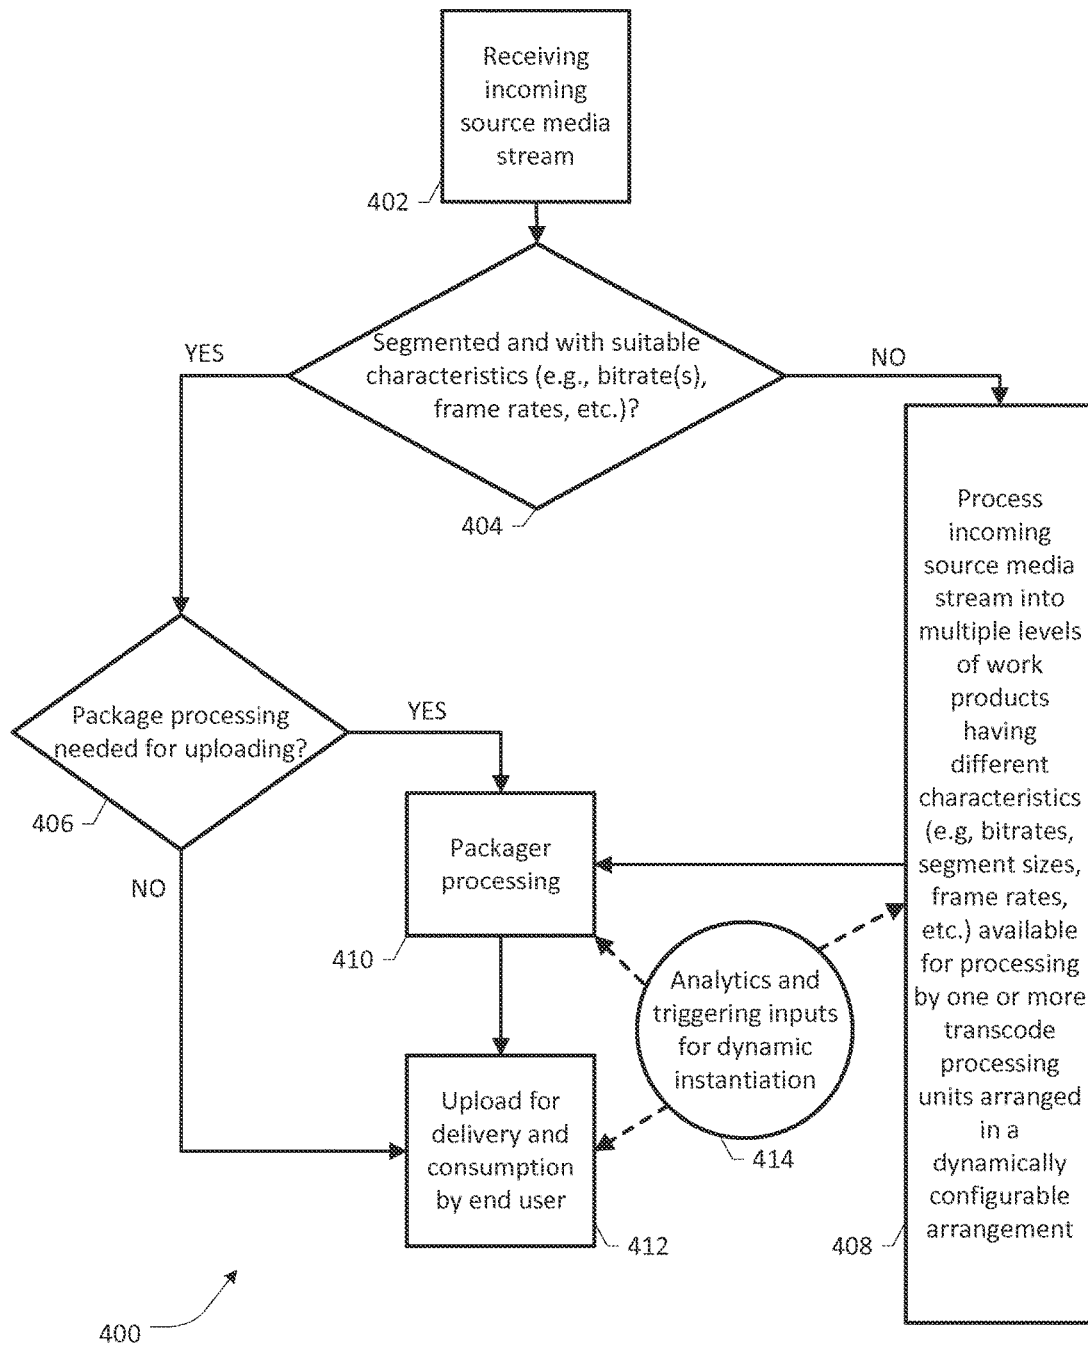 Receiving
incoming
source media
stream
402
Segmented and with suitable
characteristics (e.g., bitrate(s),
frame rates, etc.)?
404
YES
NO
Package processing
needed for uploading?
406
YES
NO
Packager
processing
410
Process
incoming
source media
stream into
multiple levels
of work
products
having
different
characteristics
(e.g, bitrates,
segment sizes,
frame rates,
etc.) available
for processing
by one or more
transcode
processing
units arranged
in a
dynamically
configurable
arrangement
408
Analytics and
triggering inputs
for dynamic
instantiation
414
Upload for
delivery and
consumption
by end user
412
400